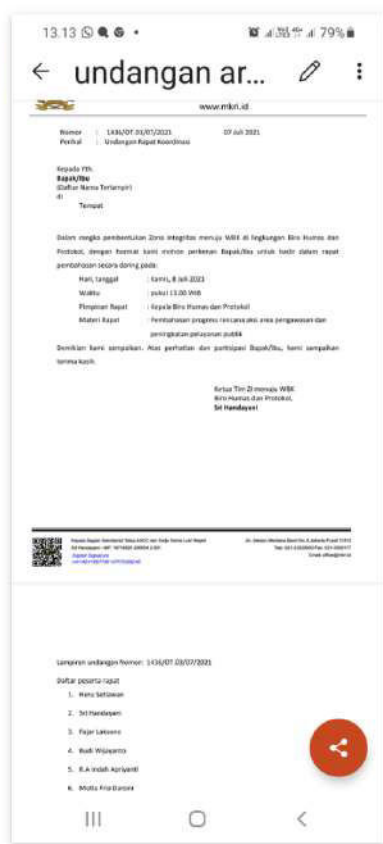 13.13
79%
undangan ar...
www.mkri.id
Nomor : 1436/OT.03/07/2021 07 Juli 2021
Perihal : Undangan Rapat Koordinasi
Kepada Yth.
Bapak/Ibu
(Daftar Nama Terlampir)
di
Tempat
Dalam rangka pembentukan Zona Integritas menuju WBK di lingkungan Biro Humas dan
Protokol, dengan hormat kami mohon perkenan Bapak/Ibu untuk hadir dalam rapat
pembahasan secara daring pada:
Hari, tanggal : Kamis, 8 Juli 2021
Waktu : pukul 13.00 WIB
Pimpinan Rapat : Kepala Biro Humas dan Protokol
Materi Rapat : Pembahasan progress rencana aksi area pengawasan dan
peningkatan pelayanan publik
Demikian kami sampaikan. Atas perhatian dan partisipasi Bapak/Ibu, kami sampaikan
terima kasih.
Ketua Tim ZI menuju WBK
Biro Humas dan Protokol,
Sri Handayani
Digital Signature
Lampiran undangan Nomor: 1436/OT.03/07/2021
Daftar peserta rapat
1. Heru Setiawan
2. Sri Handayani
3. Fajar Laksono
4. Budi Wijayanto
5. R.A Indah Apriyanti
6. Mutia Fria Darsini